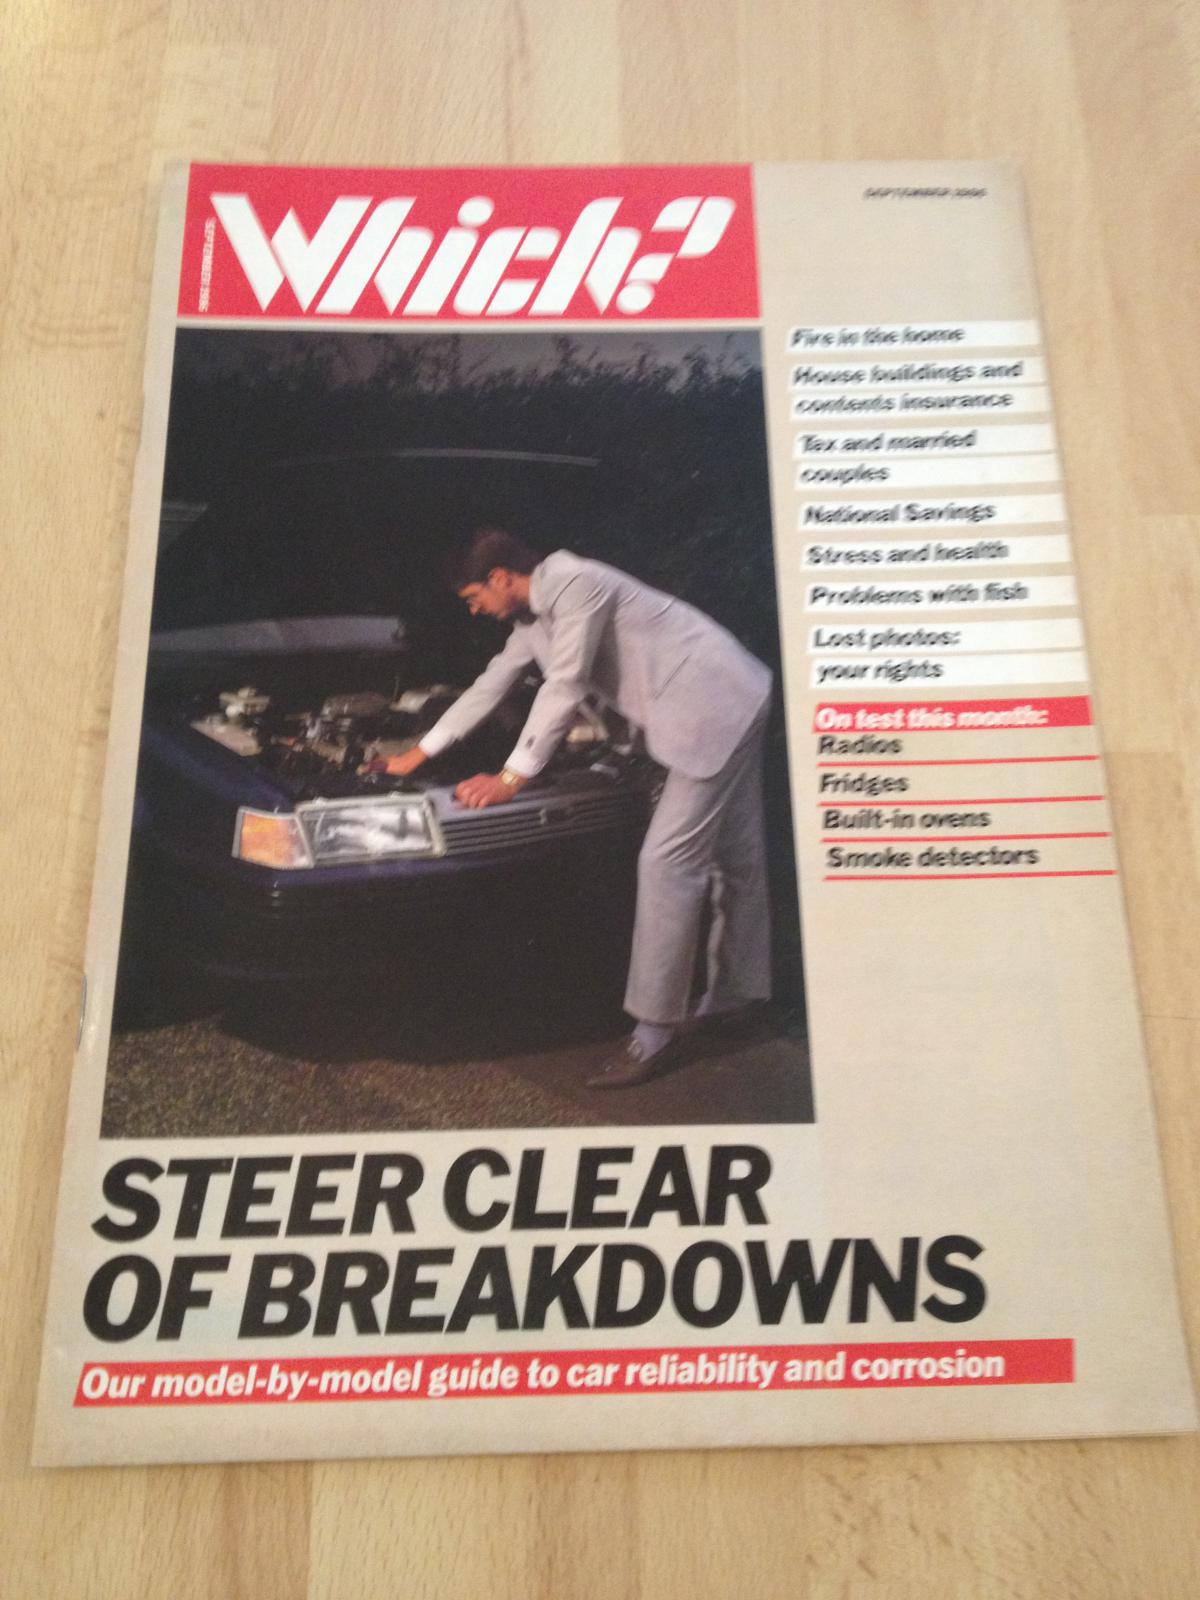 Which?
SEPTEMBER
Fire in the home
House buildings and
contents insurance
Tax and married
couples
National Savings
Stress and health
Problems with fish
Lost photos:
your rights
On test this month:
Radios
Fridges
Built-in ovens
Smoke detectors
STEER CLEAR
OF BREAKDOWNS
Our model-by-model guide to car reliability and corrosion